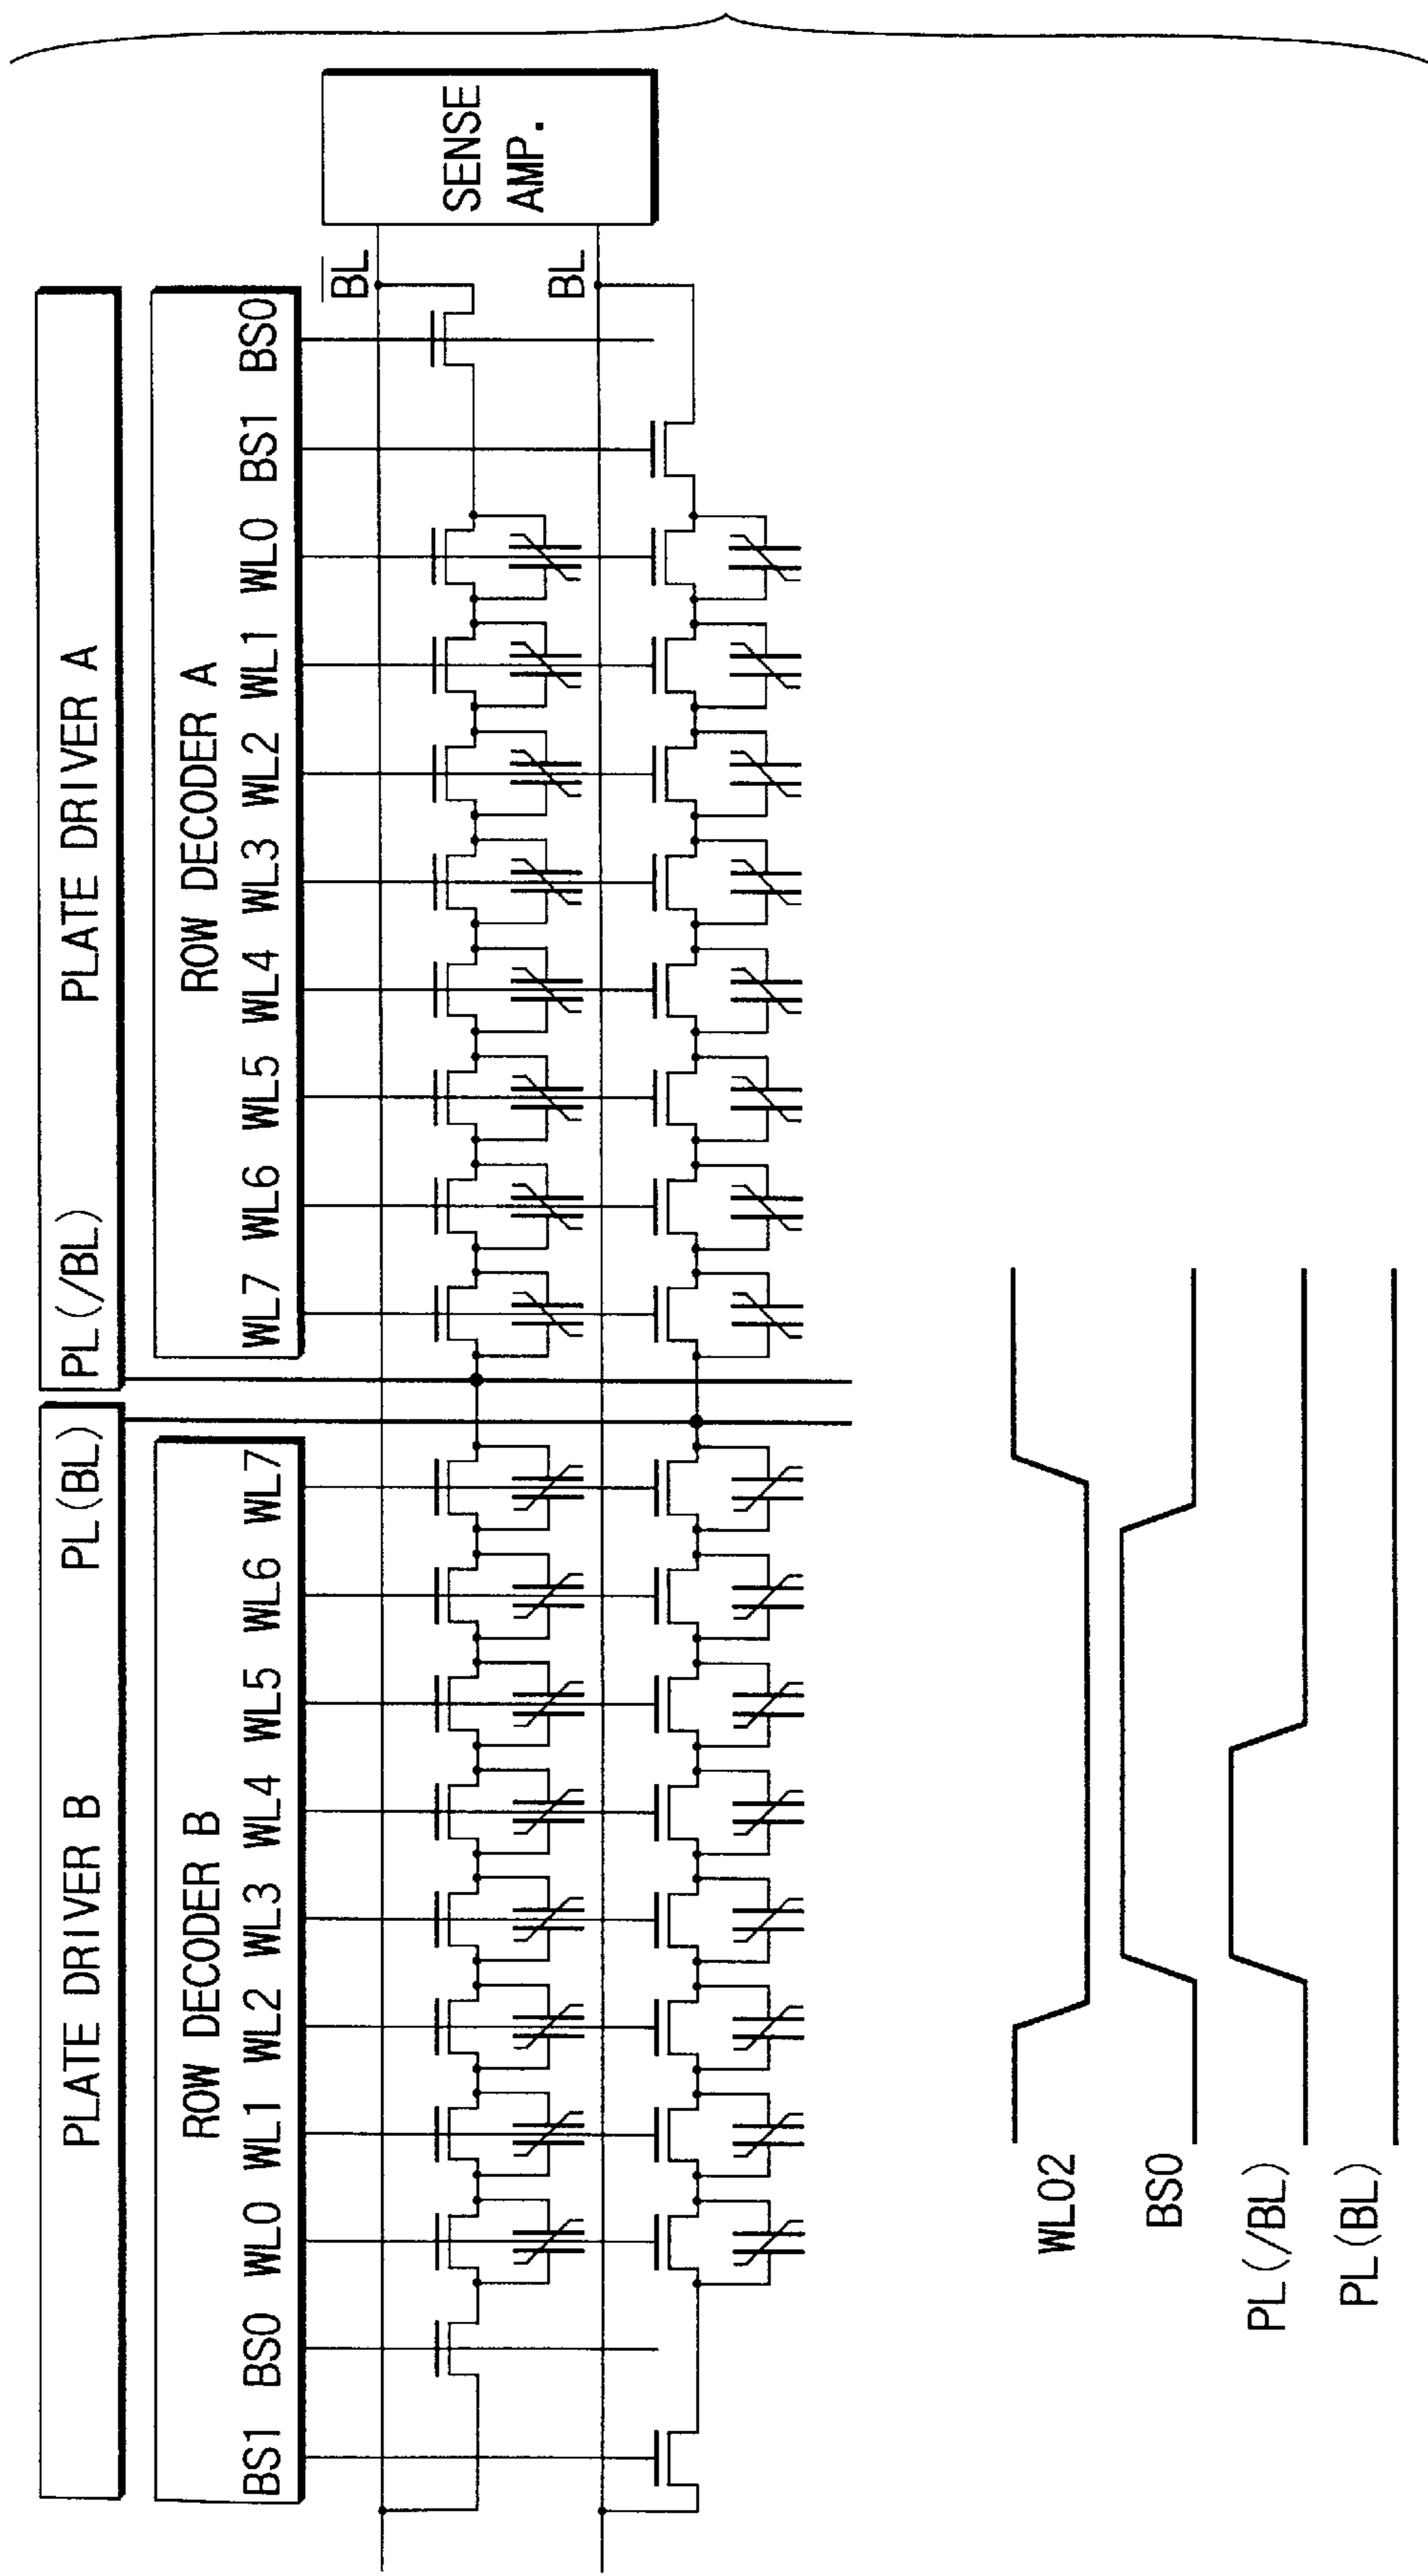 PLATE DRIVER B PL(BL)
PL(/BL) PLATE DRIVER A
ROW DECODER B
BS1 BS0 WL0 WL1 WL2 WL3 WL4 WL5 WL6 WL7
ROW DECODER A
WL7 WL6 WL5 WL4 WL3 WL2 WL1 WL0 BS1 BS0
B̅L̅
BL
SENSE
AMP.
WL02
BS0
PL(/BL)
PL(BL)